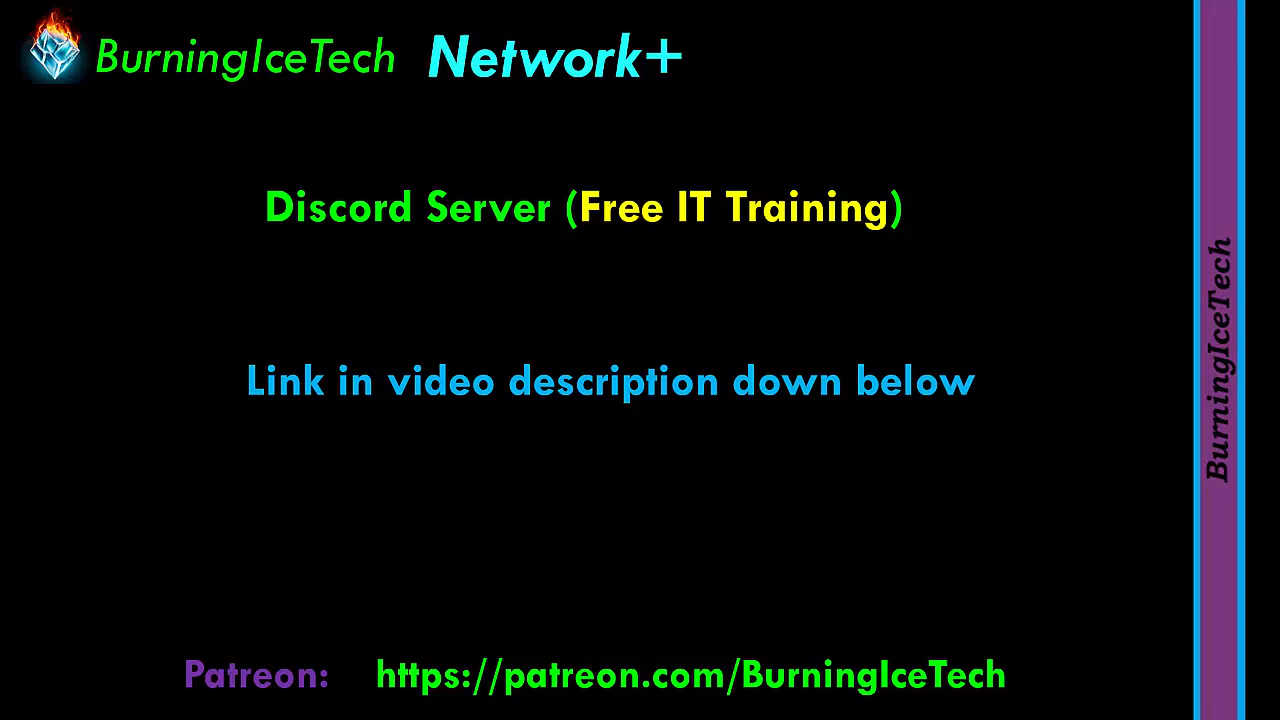 BurningIceTech Network+
Discord Server (Free IT Training)
Link in video description down below
BurningIceTech
Patreon: https://patreon.com/BurningIceTech